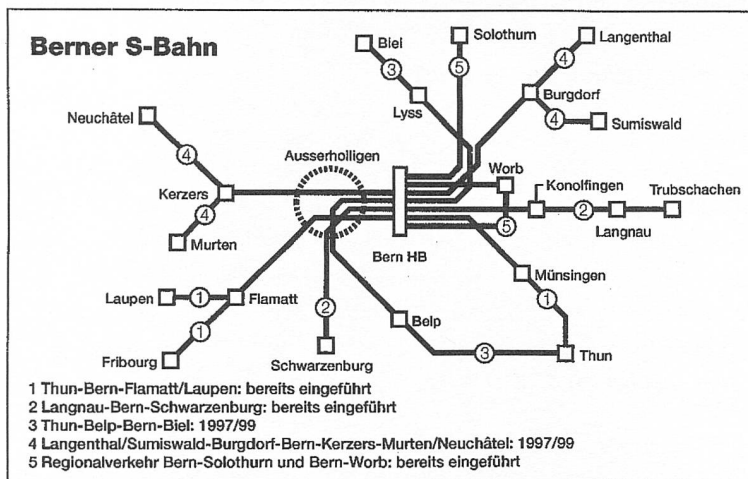 Berner S-Bahn
Biel
Solothurn
Langenthal
3
5
4
Lyss
Burgdorf
4
Sumiswald
Neuchâtel
Ausserholligen
4
Worb
Kerzers
Konolfingen
Trubschachen
4
2
5
Langnau
Murten
Bern HB
Münsingen
Laupen
1
Flamatt
2
1
Belp
1
Fribourg
Schwarzenburg
3
Thun
1 Thun-Bern-Flamatt/Laupen: bereits eingeführt
2 Langnau-Bern-Schwarzenburg: bereits eingeführt
3 Thun-Belp-Bern-Biel: 1997/99
4 Langenthal/Sumiswald-Burgdorf-Bern-Kerzers-Murten/Neuchâtel: 1997/99
5 Regionalverkehr Bern-Solothurn und Bern-Worb: bereits eingeführt